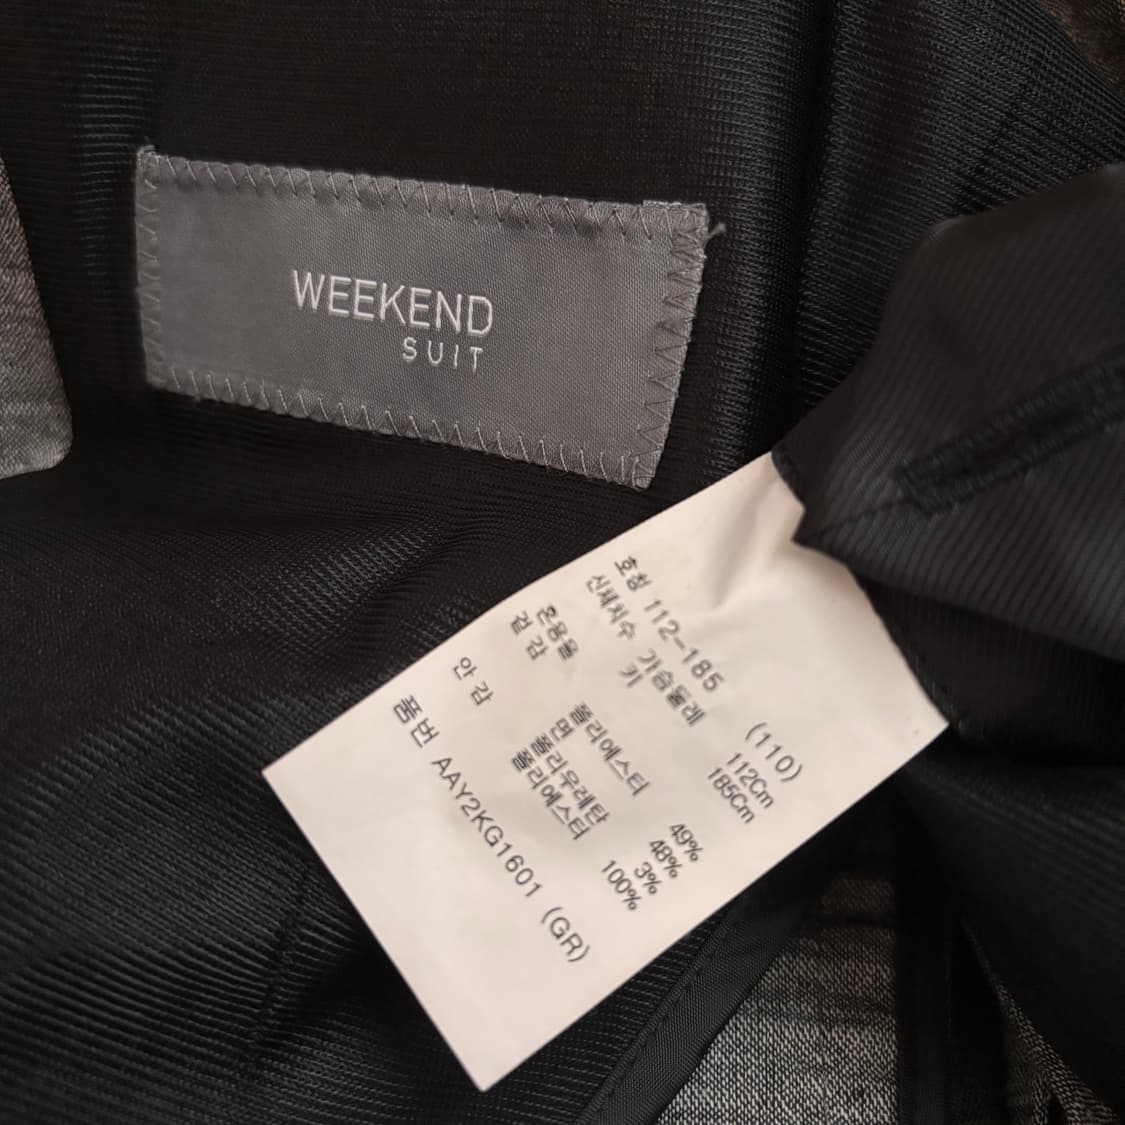 WEEKEND
SUIT
호칭 112-185 (110)
신체치수 가슴둘레 112Cm
키 185Cm
혼용율
겉감 폴리에스터 49%
면 48%
폴리우레탄 3%
안감 폴리에스터 100%
품번 AAY2KG1601 (GR)